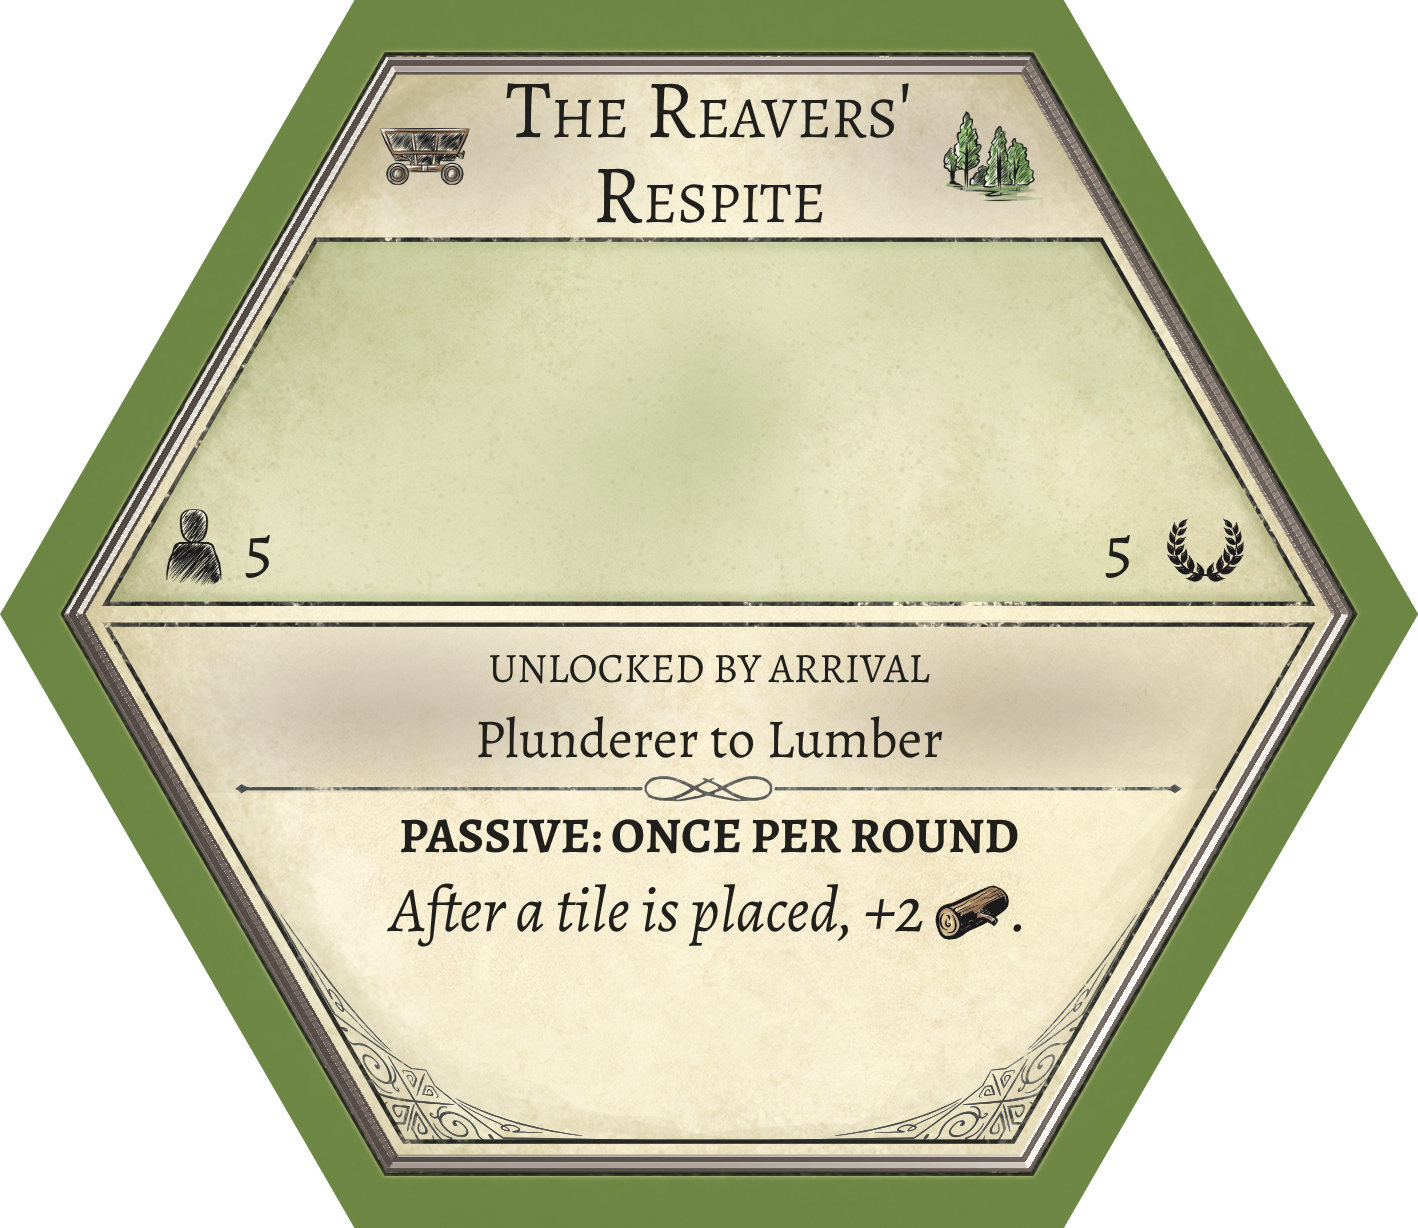 The Reavers'
Respite
5
5
UNLOCKED BY ARRIVAL
Plunderer to Lumber
PASSIVE: ONCE PER ROUND
After a tile is placed, +2 .